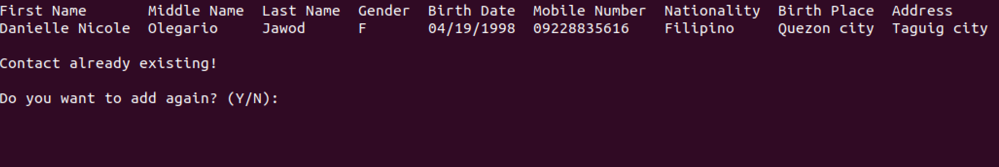 First Name Middle Name Last Name Gender Birth Date Mobile Number Nationality Birth Place Address
Danielle Nicole Olegario Jawod F 04/19/1998 09228835616 Filipino Quezon city Taguig city
Contact already existing!
Do you want to add again? (Y/N):